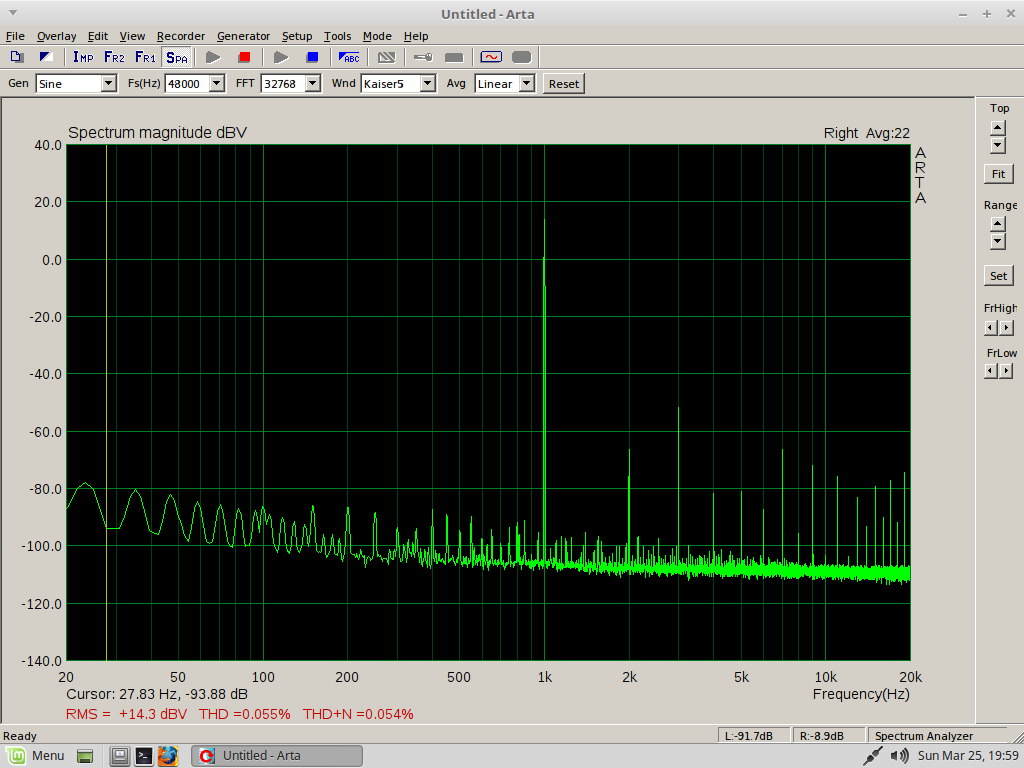 Untitled - Arta
File Overlay Edit View Recorder Generator Setup Tools Mode Help
IMP FR2 FR1 SPA ABC
Gen Sine Fs(Hz) 48000 FFT 32768 Wnd Kaiser5 Avg Linear Reset
Top
Fit
Range
Set
FrHigh
FrLow
Spectrum magnitude dBV Right Avg:22
A
R
T
A
40.0
20.0
0.0
-20.0
-40.0
-60.0
-80.0
-100.0
-120.0
-140.0
20 50 100 200 500 1k 2k 5k 10k 20k
Cursor: 27.83 Hz, -93.88 dB Frequency(Hz)
RMS = +14.3 dBV THD =0.055% THD+N =0.054%
Ready L:-91.7dB R:-8.9dB Spectrum Analyzer
Menu Untitled - Arta Sun Mar 25, 19:59